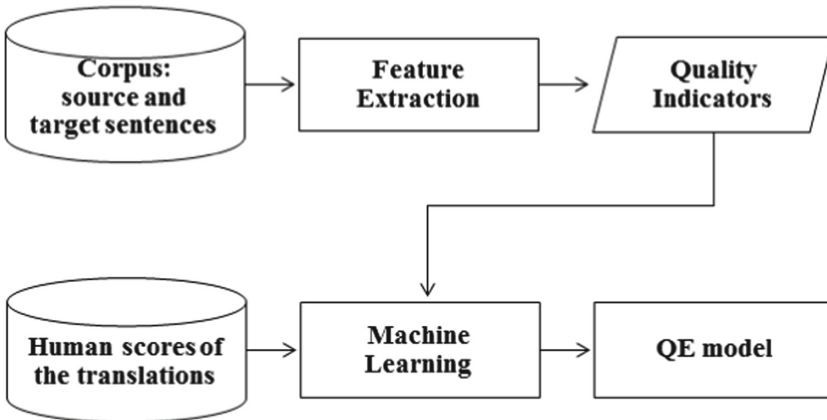 Corpus:
source and
target sentences
Feature
Extraction
Quality
Indicators
Human scores of
the translations
Machine
Learning
QE model